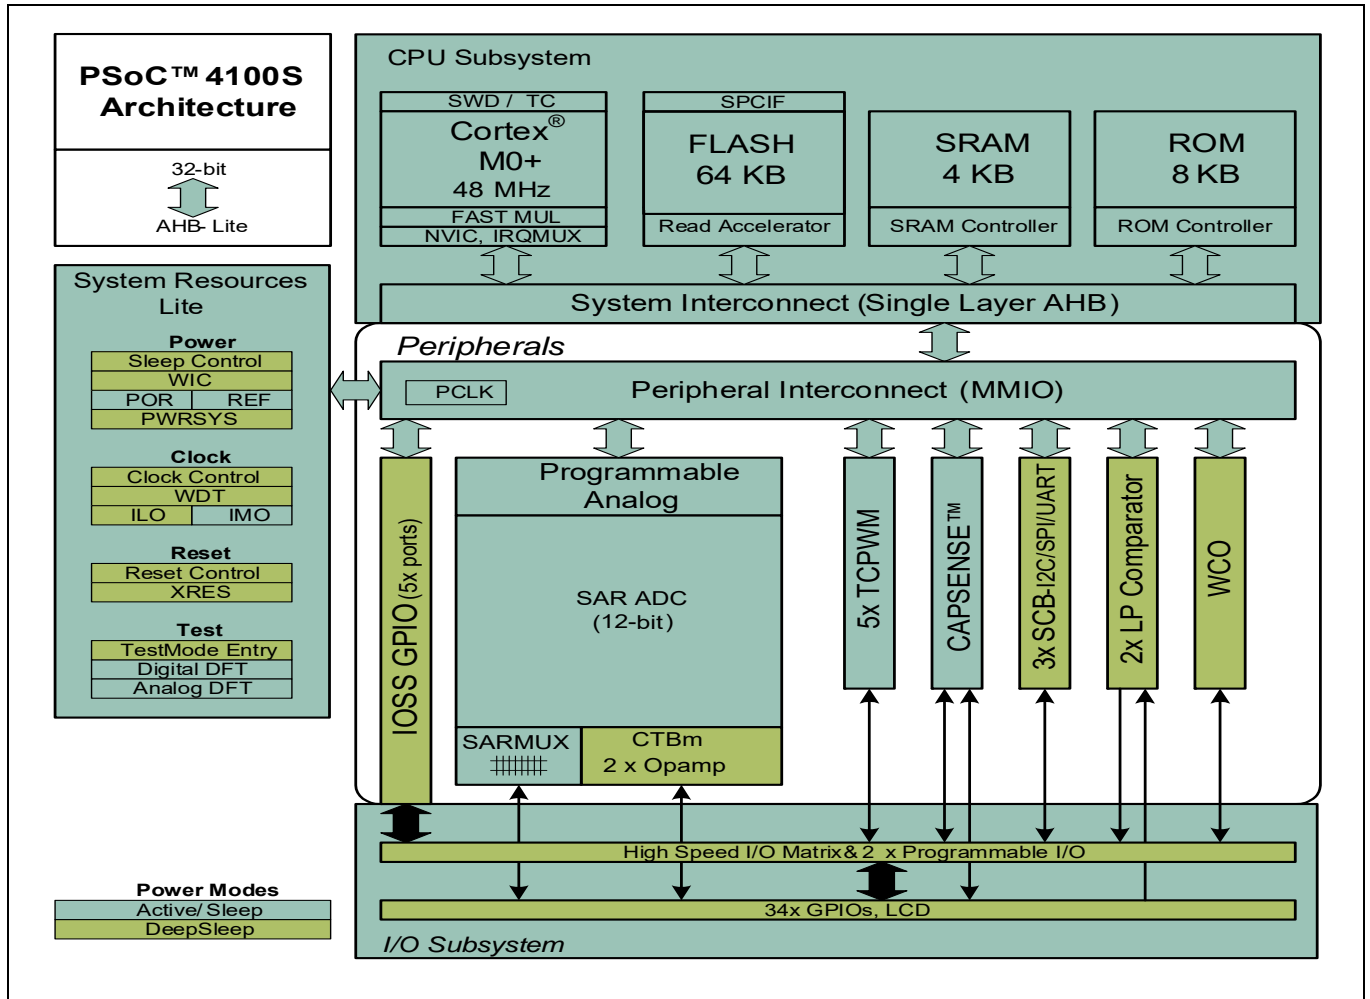 PSoC™ 4100S
Architecture
32-bit
AHB- Lite
CPU Subsystem
SWD / TC
Cortex®
M0+
48 MHz
FAST MUL
NVIC, IRQMUX
SPCIF
FLASH
64 KB
Read Accelerator
SRAM
4 KB
SRAM Controller
ROM
8 KB
ROM Controller
System Interconnect (Single Layer AHB)
System Resources
Lite
Power
Sleep Control
WIC
POR REF
PWRSYS
Clock
Clock Control
WDT
ILO IMO
Reset
Reset Control
XRES
Test
TestMode Entry
Digital DFT
Analog DFT
Peripherals
PCLK
Peripheral Interconnect (MMIO)
IOSS GPIO (5x ports)
Programmable
Analog
SAR ADC
(12-bit)
SARMUX
CTBm
2 x Opamp
5x TCPWM
CAPSENSE™
3x SCB-I2C/SPI/UART
2x LP Comparator
WCO
High Speed I/O Matrix& 2 x Programmable I/O
34x GPIOs, LCD
I/O Subsystem
Power Modes
Active/ Sleep
DeepSleep